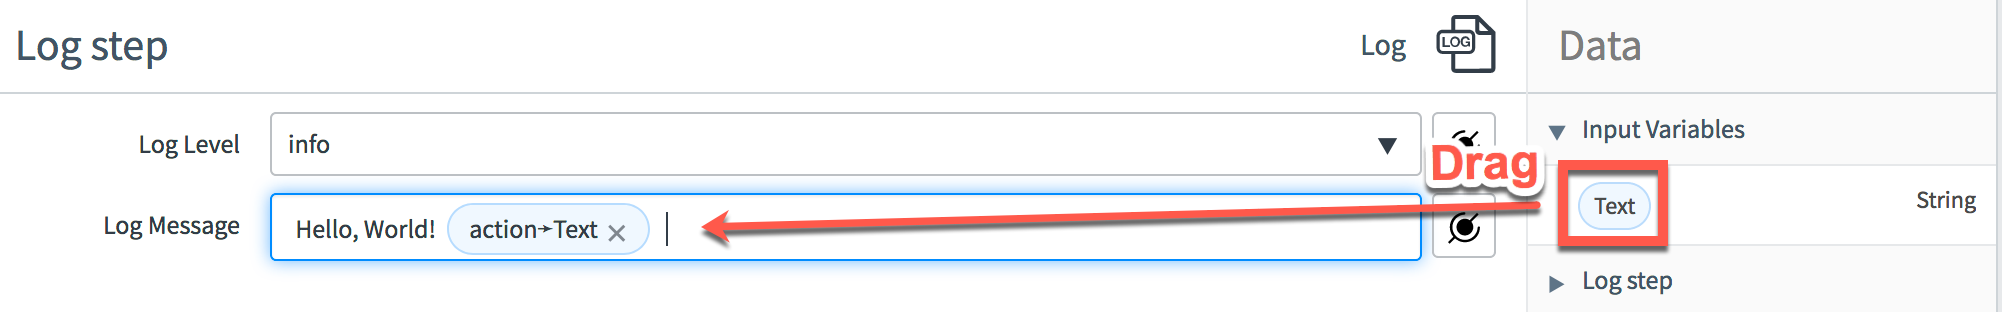 Log step
Log
LOG
Data
Log Level
info
Input Variables
Drag
Log Message
Hello, World! action→Text ×
Text
String
Log step